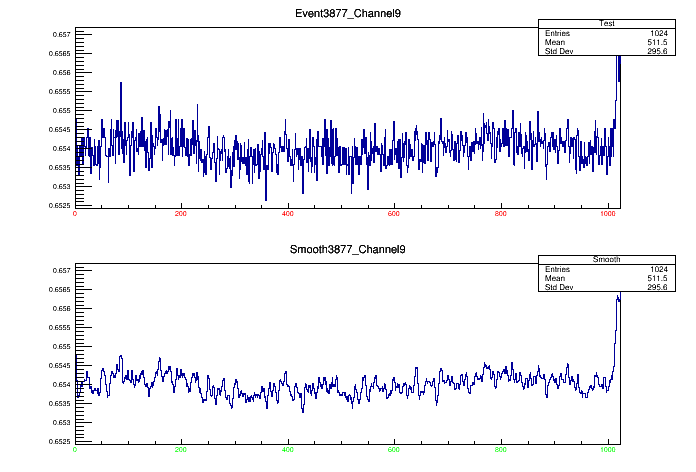 Event3877_Channel9
Test
Entries 1024
Mean 511.5
Std Dev 295.6
0.657
0.6565
0.656
0.6555
0.655
0.6545
0.654
0.6535
0.653
0.6525
0 200 400 600 800 1000
Smooth3877_Channel9
Smooth
Entries 1024
Mean 511.5
Std Dev 295.6
0.657
0.6565
0.656
0.6555
0.655
0.6545
0.654
0.6535
0.653
0.6525
0 200 400 600 800 1000